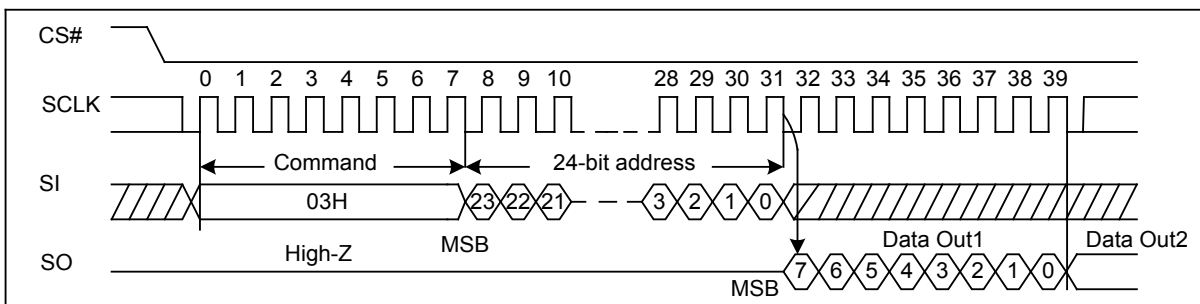 CS#
0 1 2 3 4 5 6 7 8 9 10 28 29 30 31 32 33 34 35 36 37 38 39
SCLK
Command 24-bit address
SI
03H 23 22 21 3 2 1 0
High-Z MSB Data Out1 Data Out2
SO
MSB 7 6 5 4 3 2 1 0